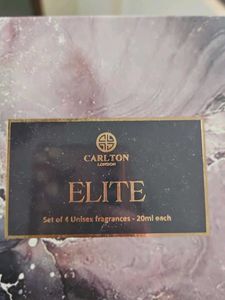 CARLTON
LONDON
ELITE
Set of 4 Unisex fragrances - 20ml each